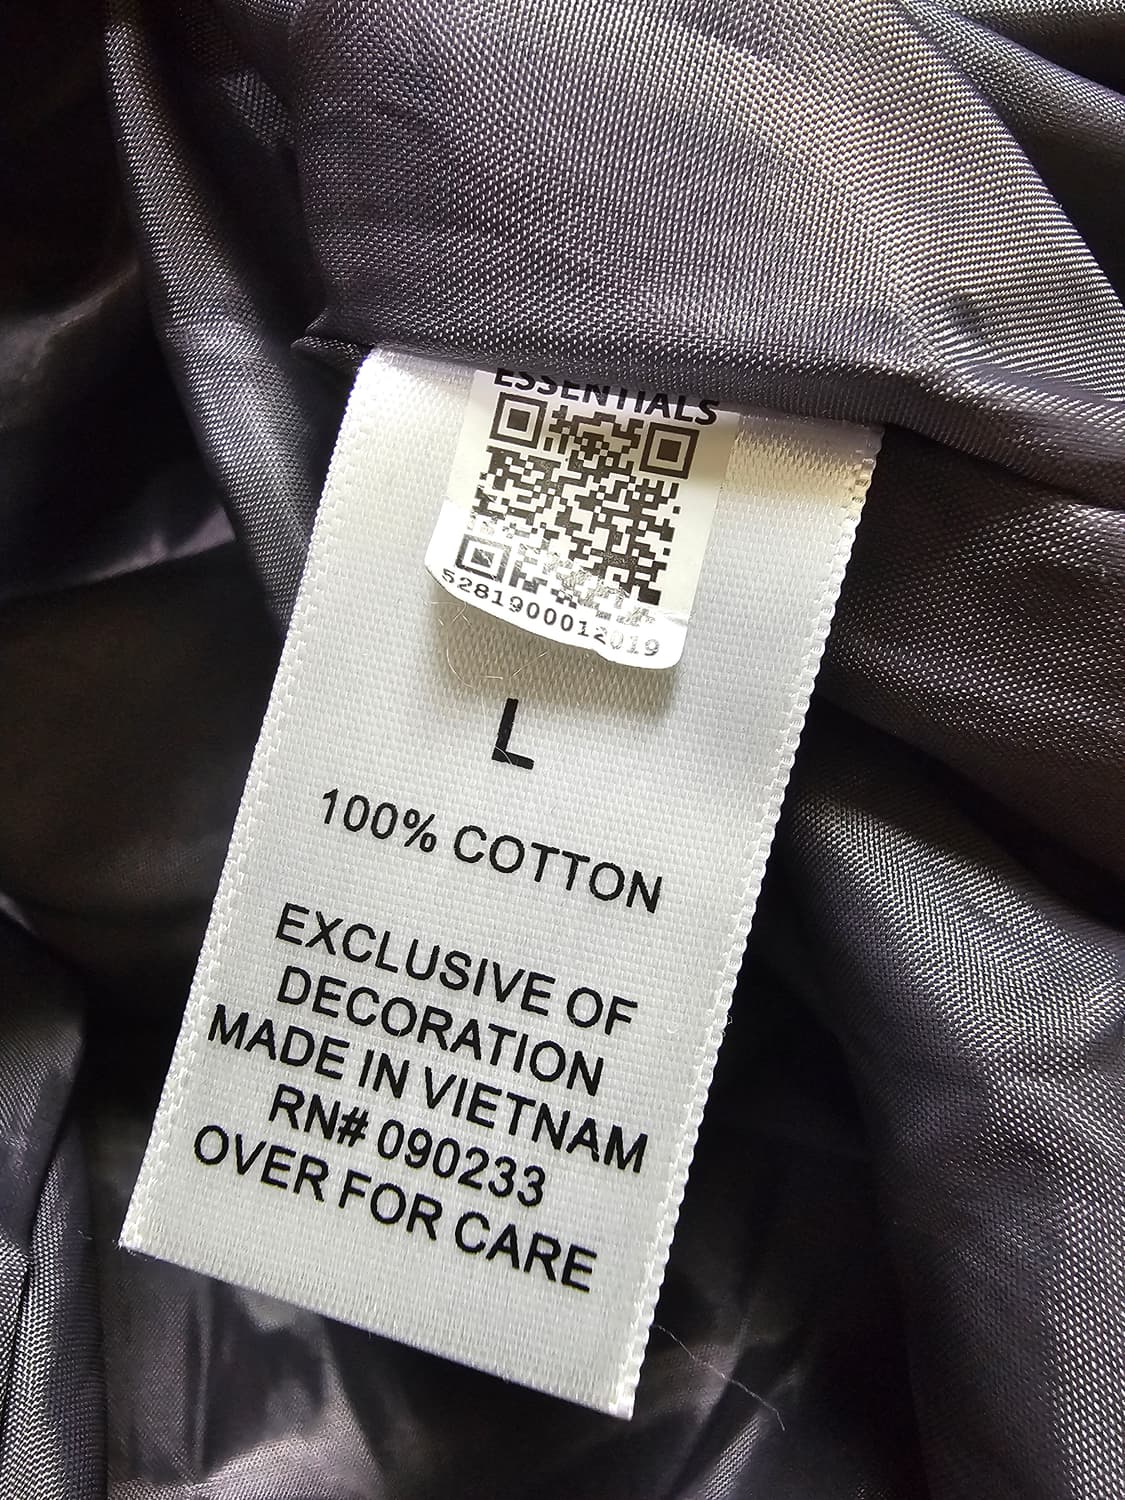 ESSENTIALS
5281900012019
L
100% COTTON
EXCLUSIVE OF
DECORATION
MADE IN VIETNAM
RN# 090233
OVER FOR CARE